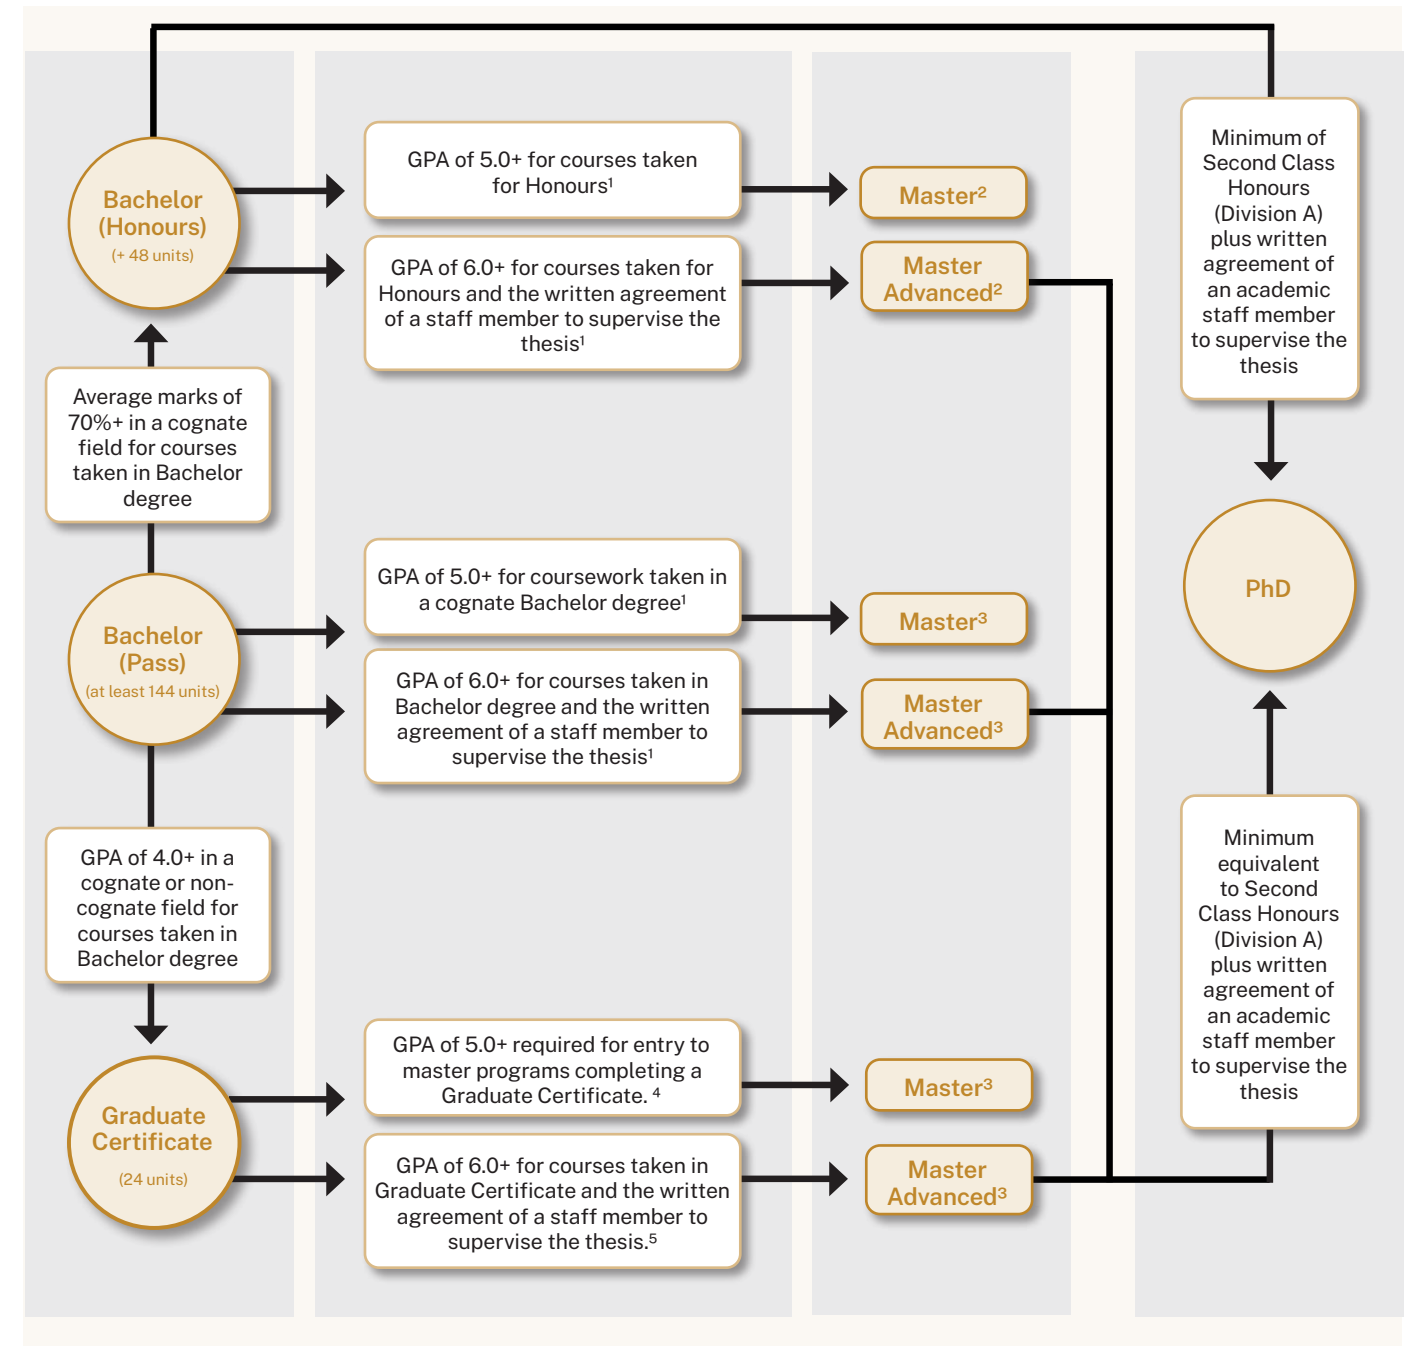 Bachelor
(Honours)
(+ 48 units)
GPA of 5.0+ for courses taken
for Honours¹
Master²
GPA of 6.0+ for courses taken for
Honours and the written agreement
of a staff member to supervise the
thesis¹
Master
Advanced²
Minimum of
Second Class
Honours
(Division A)
plus written
agreement of
an academic
staff member
to supervise the
thesis
Average marks of
70%+ in a cognate
field for courses
taken in Bachelor
degree
Bachelor
(Pass)
(at least 144 units)
GPA of 5.0+ for coursework taken in
a cognate Bachelor degree¹
Master³
GPA of 6.0+ for courses taken in
Bachelor degree and the written
agreement of a staff member to
supervise the thesis¹
Master
Advanced³
PhD
GPA of 4.0+ in a
cognate or non-
cognate field for
courses taken in
Bachelor degree
Minimum
equivalent
to Second
Class Honours
(Division A)
plus written
agreement of
an academic
staff member
to supervise the
thesis
Graduate
Certificate
(24 units)
GPA of 5.0+ required for entry to
master programs completing a
Graduate Certificate. ⁴
Master³
GPA of 6.0+ for courses taken in
Graduate Certificate and the written
agreement of a staff member to
supervise the thesis.⁵
Master
Advanced³